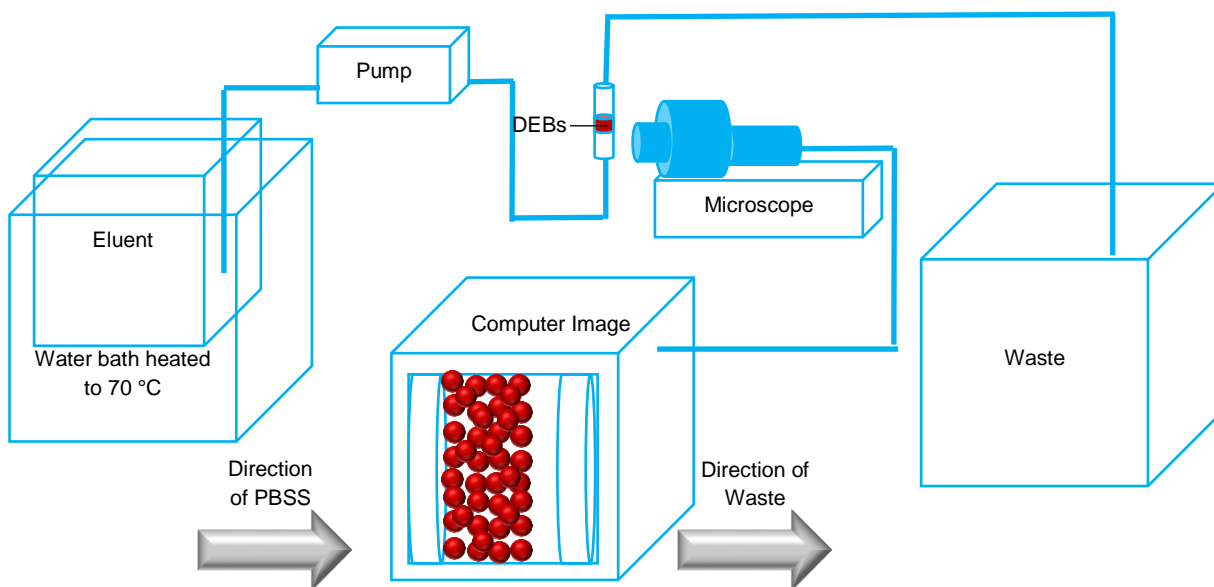 Pump
DEBs
Microscope
Eluent
Water bath heated
to 70 °C
Computer Image
Waste
Direction
of PBSS
Direction of
Waste